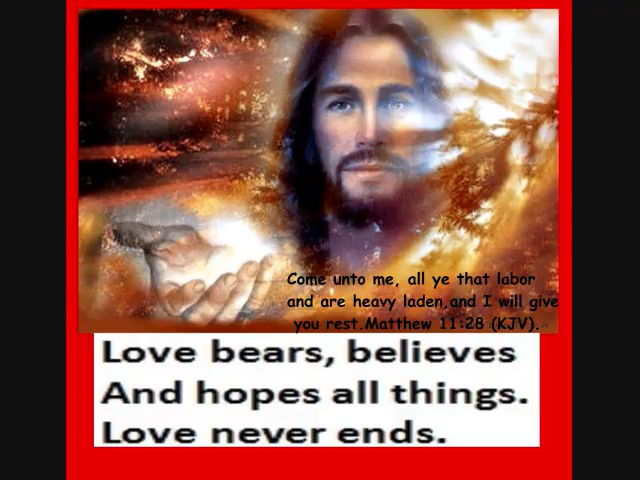 Come unto me, all ye that labor
and are heavy laden,and I will give
you rest.Matthew 11:28 (KJV).
Love bears, believes
And hopes all things.
Love never ends.